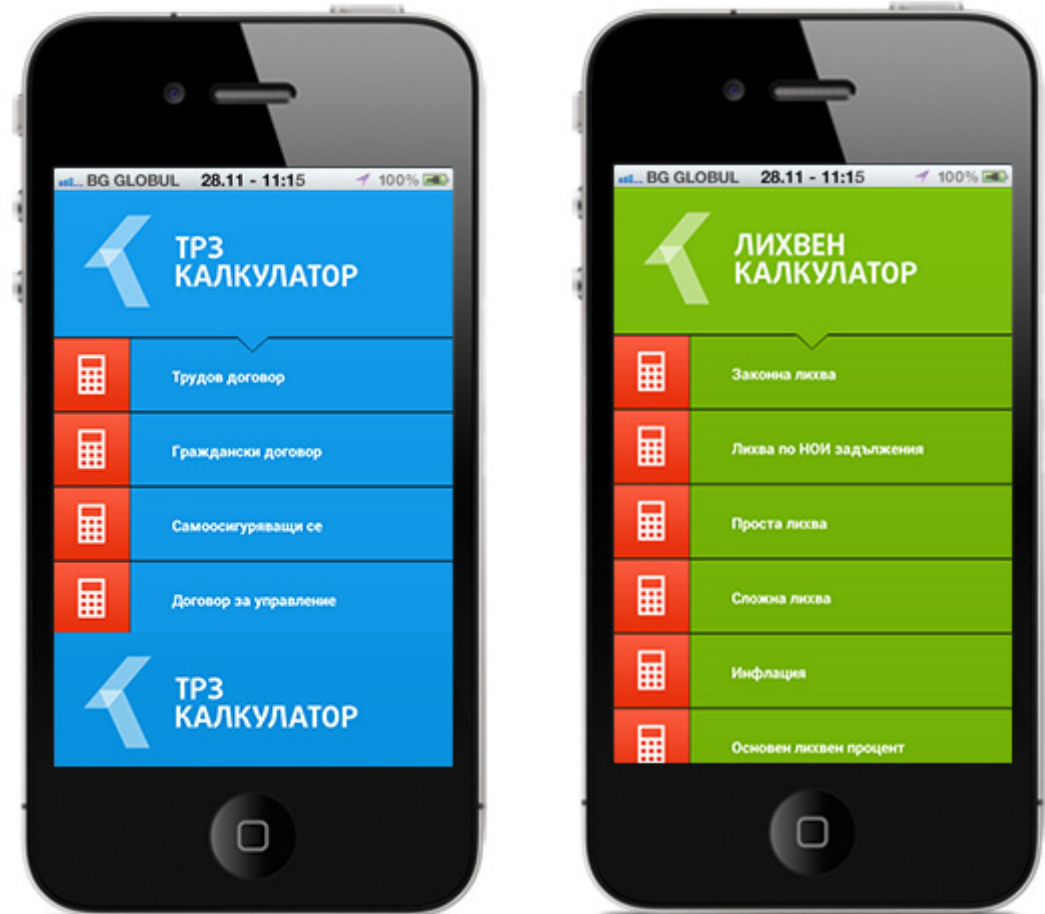 BG GLOBUL 28.11 - 11:15 100%
ТРЗ
КАЛКУЛАТОР
Трудов договор
Граждански договор
Самоосигуряващи се
Договор за управление
ТРЗ
КАЛКУЛАТОР
BG GLOBUL 28.11 - 11:15 100%
ЛИХВЕН
КАЛКУЛАТОР
Законна лихва
Лихва по НОИ задължения
Проста лихва
Сложна лихва
Инфлация
Основен лихвен процент